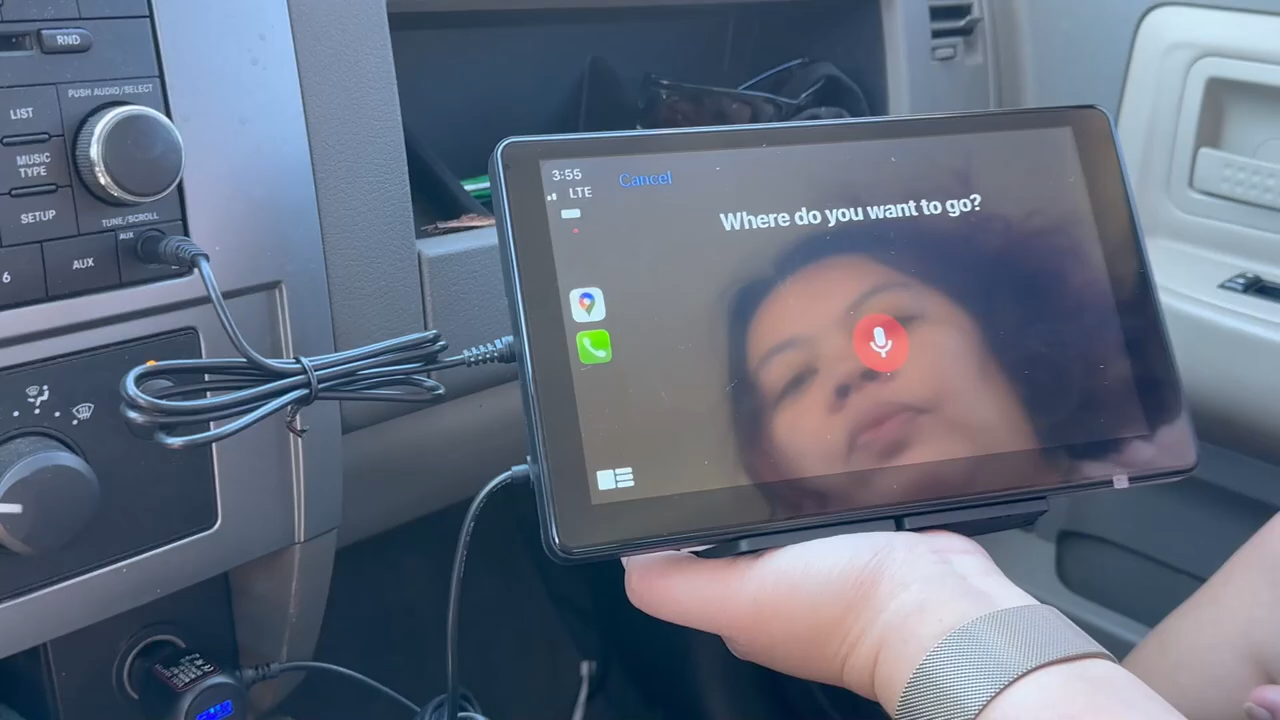 RND
PUSH AUDIO/SELECT
LIST
MUSIC
TYPE
SETUP
TUNE/SCROLL
AUX
6
AUX
3:55
LTE
Cancel
Where do you want to go?